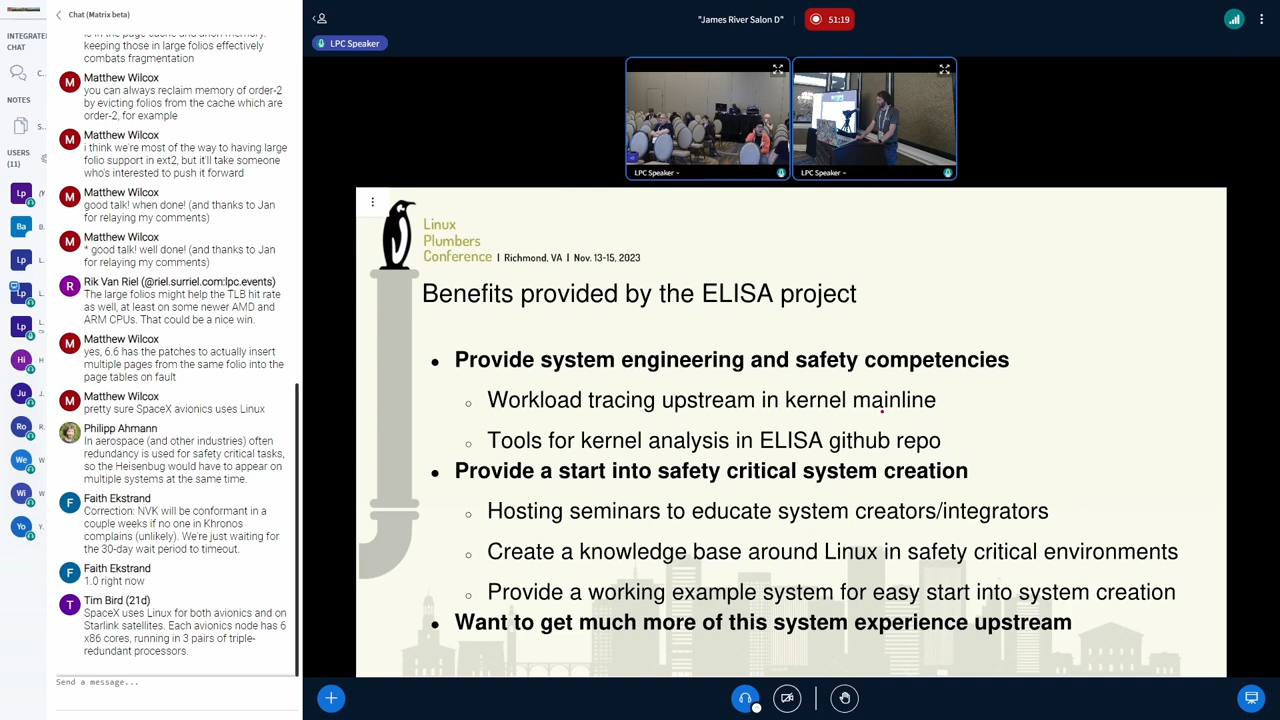 Chat (Matrix beta)
INTEGRATE
CHAT
C...
NOTES
S...
USERS
(11)
Lp
Ba
B.
Lp
L.
Lp
L.
Lp
L.
Hi
H
Ju
J.
Ro
R.
We
W
Wi
W
Yo
Y.
is in the page cache and anon memory.
keeping those in large folios effectively
combats fragmentation
M
Matthew Wilcox
you can always reclaim memory of order-2
by evicting folios from the cache which are
order-2, for example
M
Matthew Wilcox
i think we're most of the way to having large
folio support in ext2, but it'll take someone
who's interested to push it forward
M
Matthew Wilcox
good talk! when done! (and thanks to Jan
for relaying my comments)
M
Matthew Wilcox
* good talk! well done! (and thanks to Jan
for relaying my comments)
R
Rik Van Riel (@riel.surriel.com:lpc.events)
The large folios might help the TLB hit rate
as well, at least on some newer AMD and
ARM CPUs. That could be a nice win.
M
Matthew Wilcox
yes, 6.6 has the patches to actually insert
multiple pages from the same folio into the
page tables on fault
M
Matthew Wilcox
pretty sure SpaceX avionics uses Linux
Philipp Ahmann
In aerospace (and other industries) often
redundancy is used for safety critical tasks,
so the Heisenbug would have to appear on
multiple systems at the same time.
F
Faith Ekstrand
Correction: NVK will be conformant in a
couple weeks if no one in Khronos
complains (unlikely). We're just waiting for
the 30-day wait period to timeout.
F
Faith Ekstrand
1.0 right now
T
Tim Bird (21d)
SpaceX uses Linux for both avionics and on
Starlink satellites. Each avionics node has 6
x86 cores, running in 3 pairs of triple-
redundant processors.
Send a message...
"James River Salon D"
51:19
LPC Speaker
LPC Speaker
LPC Speaker
Linux
Plumbers
Conference | Richmond, VA | Nov. 13-15, 2023
Benefits provided by the ELISA project
● Provide system engineering and safety competencies
○ Workload tracing upstream in kernel mainline
○ Tools for kernel analysis in ELISA github repo
● Provide a start into safety critical system creation
○ Hosting seminars to educate system creators/integrators
○ Create a knowledge base around Linux in safety critical environments
○ Provide a working example system for easy start into system creation
● Want to get much more of this system experience upstream